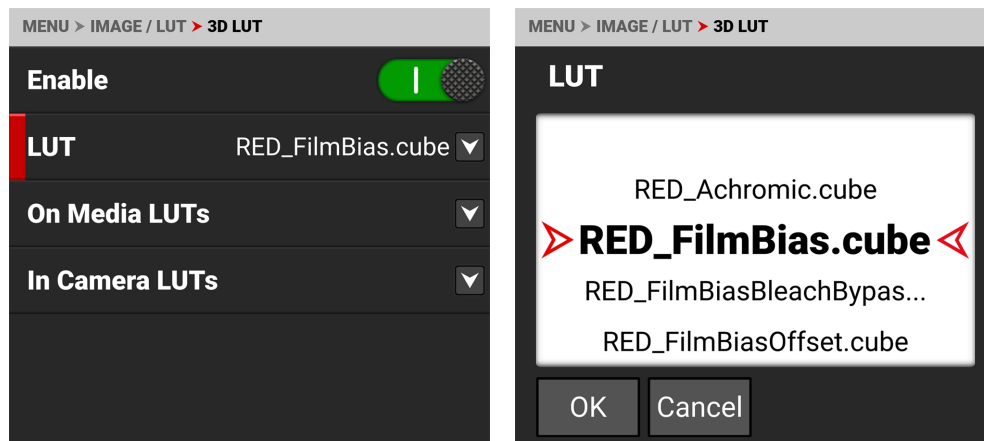 MENU > IMAGE / LUT > 3D LUT
Enable
LUT RED_FilmBias.cube
On Media LUTs
In Camera LUTs
MENU > IMAGE / LUT > 3D LUT
LUT
RED_Achromic.cube
RED_FilmBias.cube
RED_FilmBiasBleachBypas...
RED_FilmBiasOffset.cube
OK Cancel